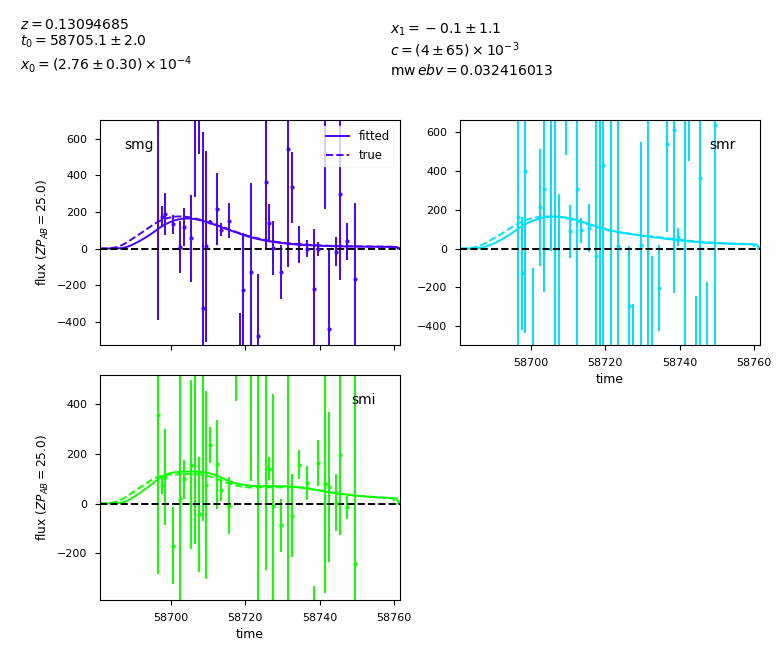 z = 0.13094685
t₀ = 58705.1 ± 2.0
x₀ = (2.76 ± 0.30) × 10⁻⁴
x₁ = −0.1 ± 1.1
c = (4 ± 65) × 10⁻³
mw ebv = 0.032416013
smg
fitted
true
600
400
200
0
−200
−400
flux (ZP_AB = 25.0)
smr
600
400
200
0
−200
−400
58700 58720 58740 58760
time
smi
400
200
0
−200
flux (ZP_AB = 25.0)
58700 58720 58740 58760
time